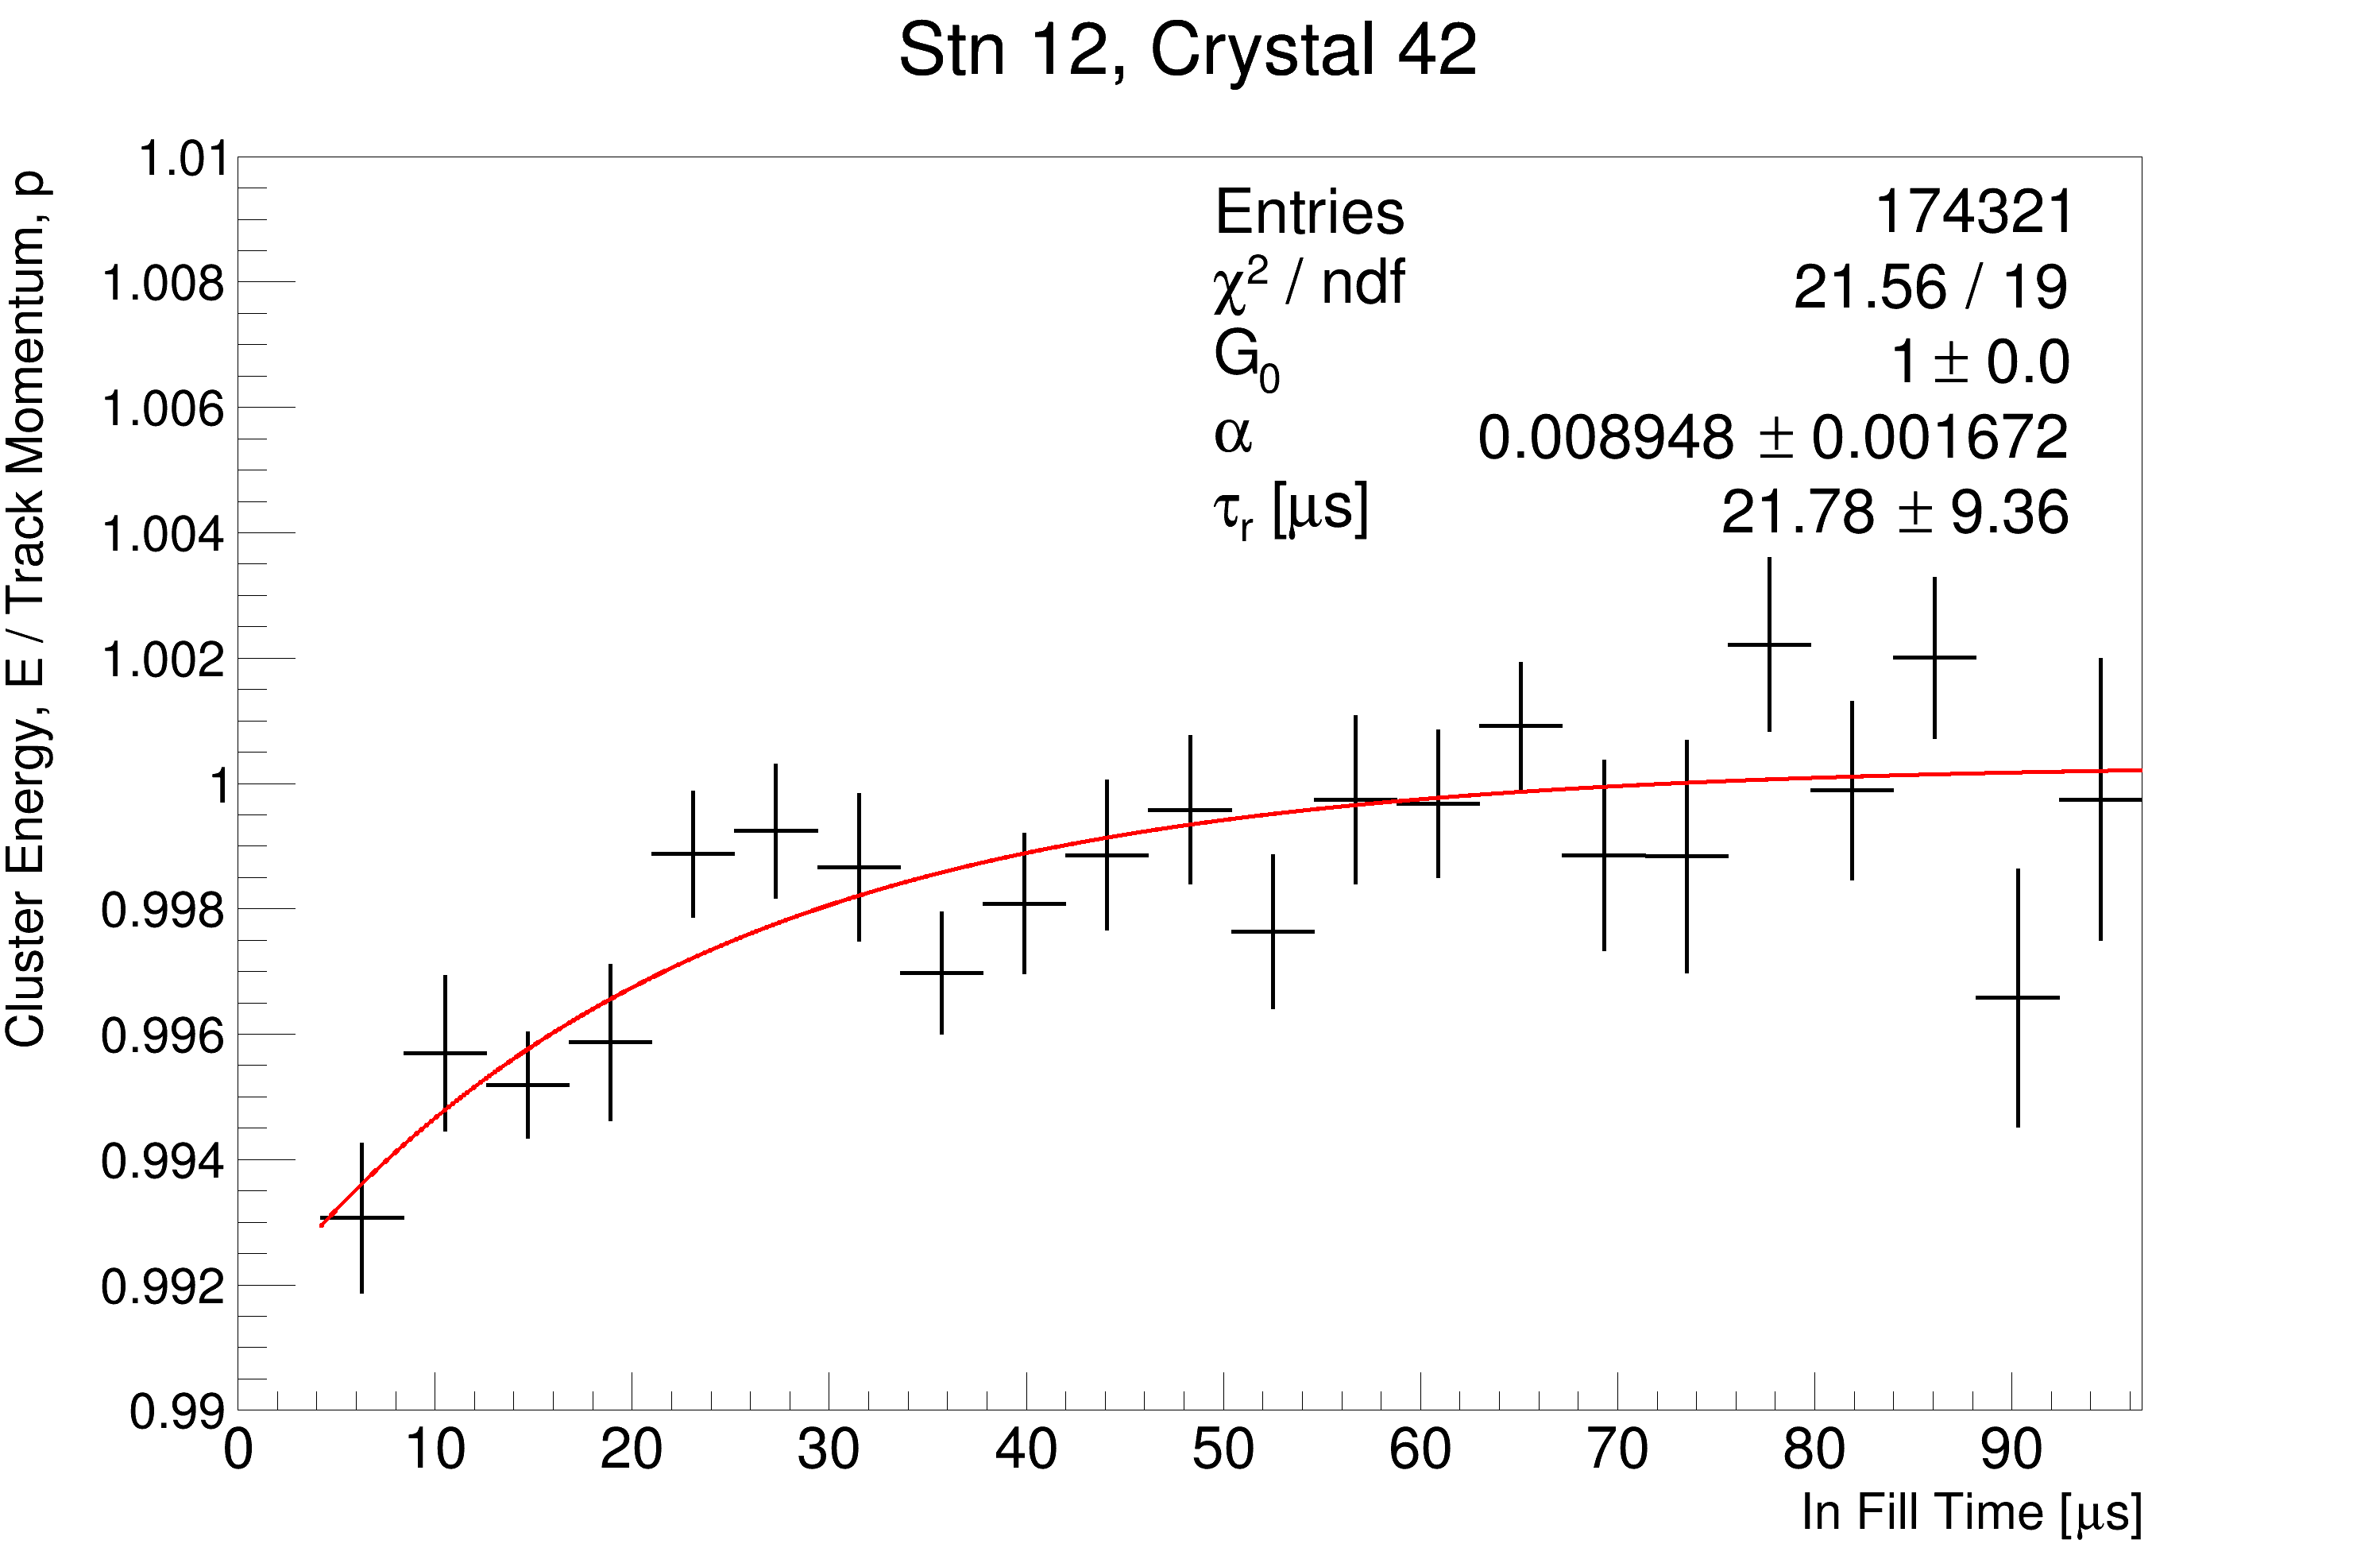 Stn 12, Crystal 42
Cluster Energy, E / Track Momentum, p
1.01
1.008
1.006
1.004
1.002
1
0.998
0.996
0.994
0.992
0.99
Entries 174321
χ² / ndf 21.56 / 19
G₀ 1 ± 0.0
α 0.008948 ± 0.001672
τᵣ [μs] 21.78 ± 9.36
0 10 20 30 40 50 60 70 80 90
In Fill Time [μs]